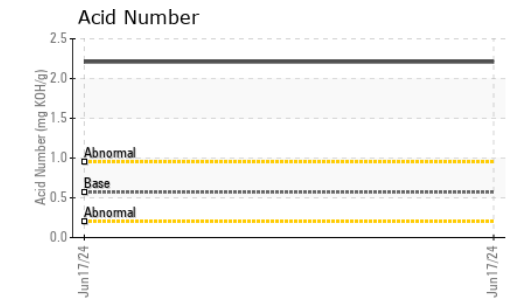 Acid Number
Acid Number (mg KOH/g)
2.5
2.0
1.5
1.0
0.5
0.0
Abnormal
Base
Abnormal
Jun17/24
Jun17/24